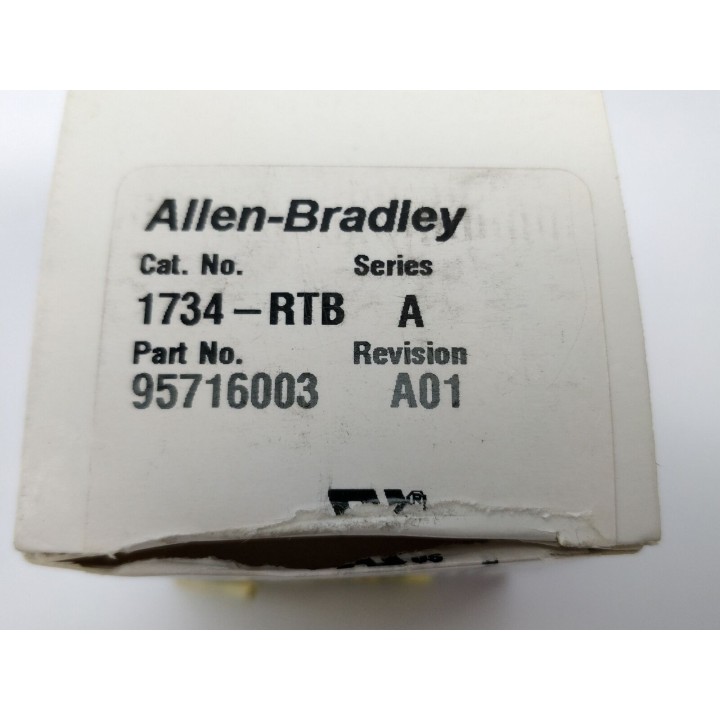 Allen-Bradley
Cat. No. Series
1734-RTB A
Part No. Revision
95716003 A01
®